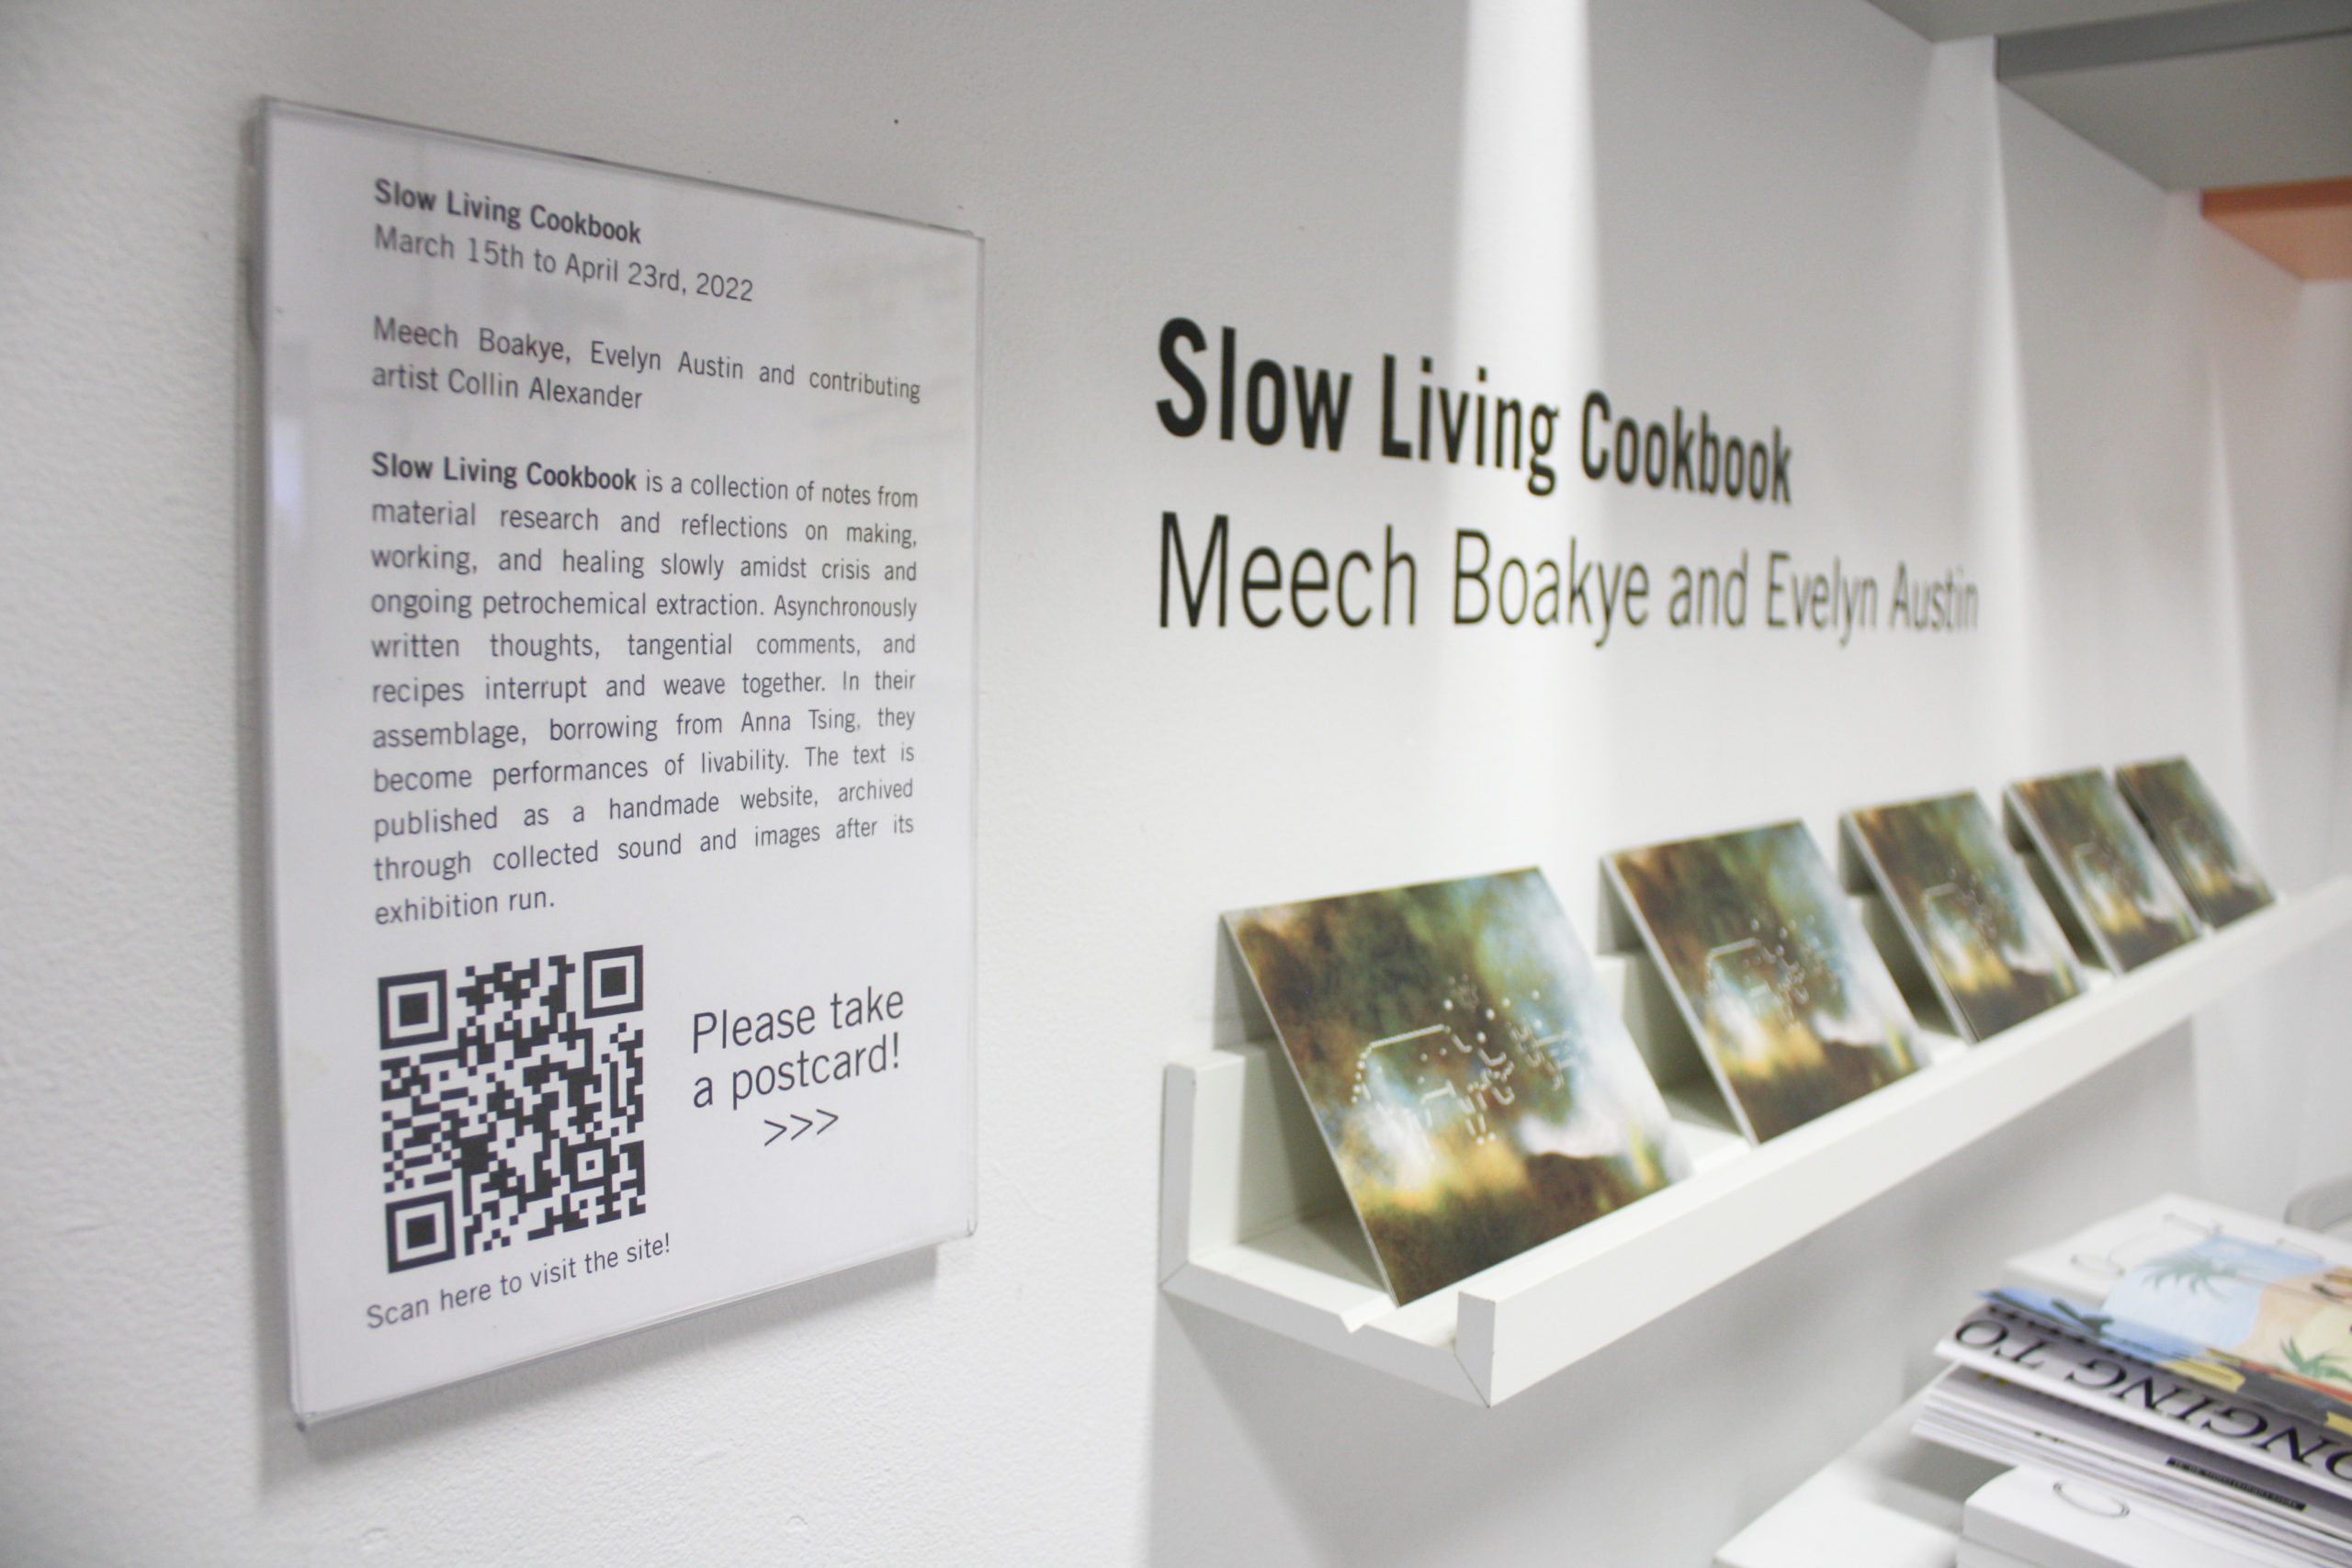 Slow Living Cookbook
March 15th to April 23rd, 2022
Meech Boakye, Evelyn Austin and contributing
artist Collin Alexander
Slow Living Cookbook is a collection of notes from
material research and reflections on making,
working, and healing slowly amidst crisis and
ongoing petrochemical extraction. Asynchronously
written thoughts, tangential comments, and
recipes interrupt and weave together. In their
assemblage, borrowing from Anna Tsing, they
become performances of livability. The text is
published as a handmade website, archived
through collected sound and images after its
exhibition run.
Please take
a postcard!
>>>
Scan here to visit the site!
Slow Living Cookbook
Meech Boakye and Evelyn Austin
ONGING TO